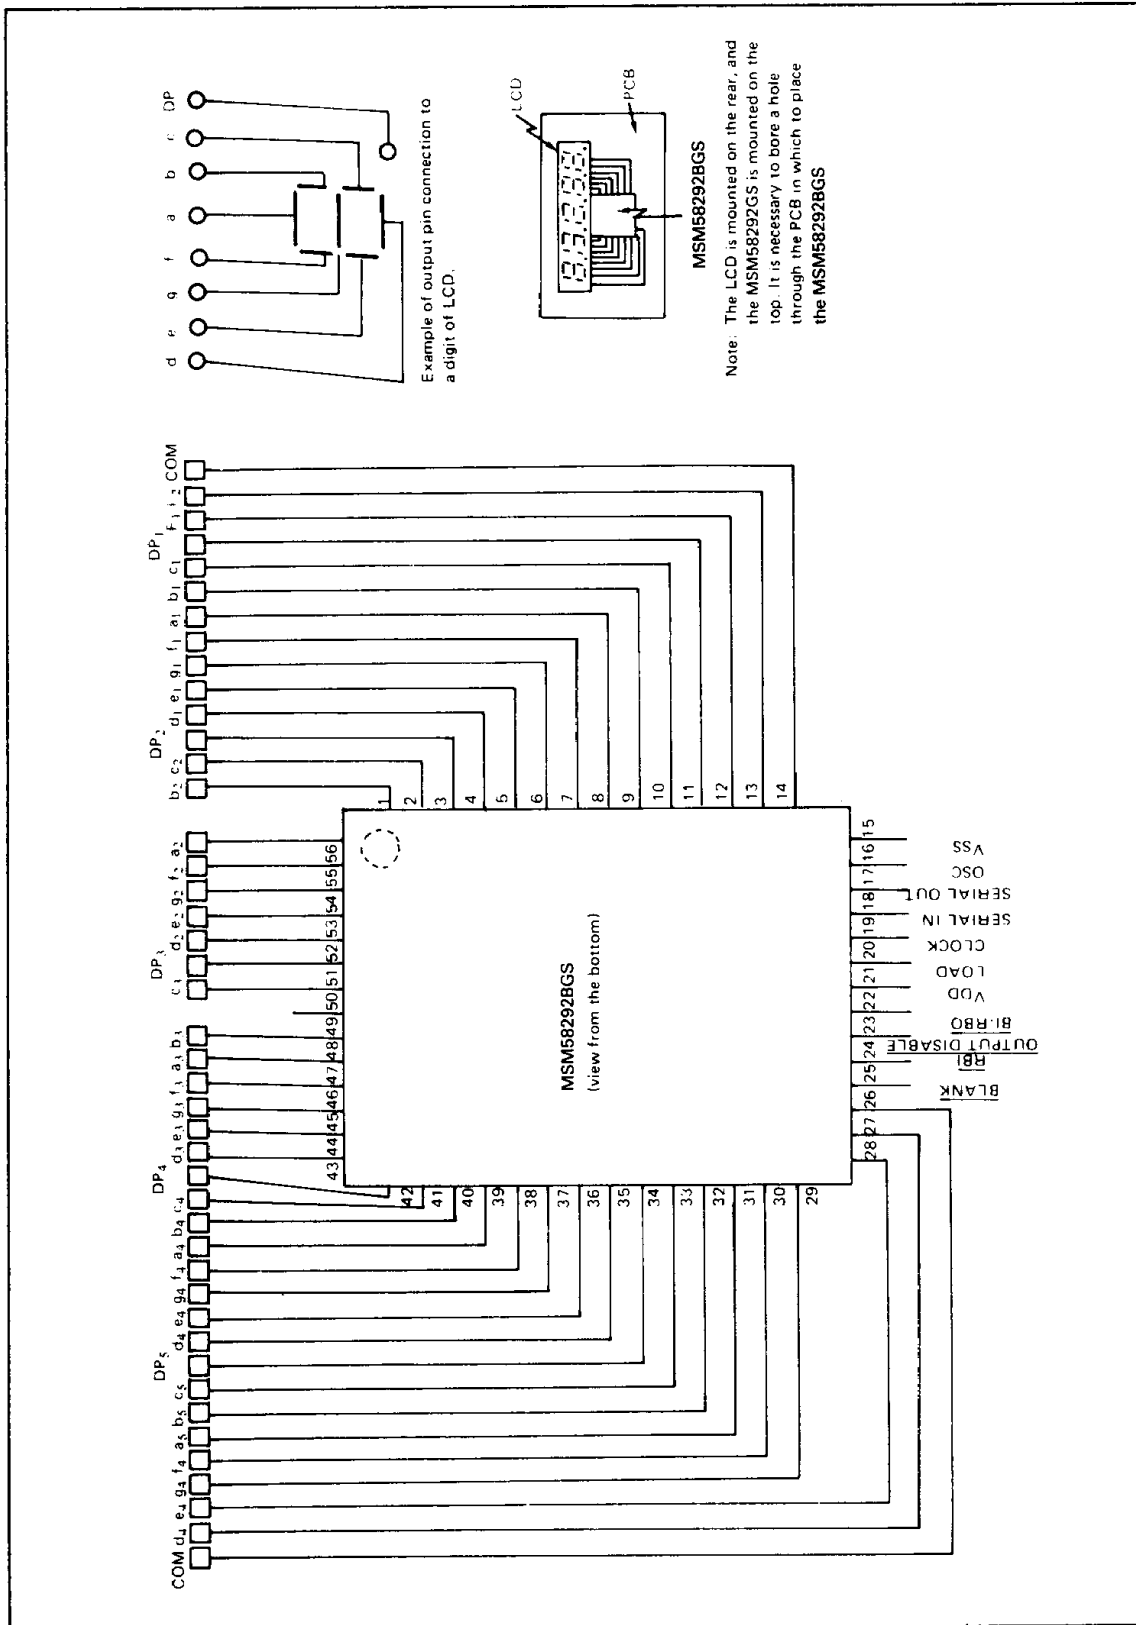 COM
d4
e4
g4
f4
a5
b5
c5
DP5
d4
e4
g4
f4
a4
b4
c4
DP4
d3
e3
g3
f3
a3
b3
c3
DP3
d2
e2
g2
f2
a2
b2
c2
DP2
d1
e1
g1
f1
a1
b1
c1
DP1
F1
COM
43
44
45
46
47
48
49
50
51
52
53
54
55
56
42
41
40
39
38
37
36
35
34
33
32
31
30
29
1
2
3
4
5
6
7
8
9
10
11
12
13
14
MSM58292BGS
(view from the bottom)
28
27
26
25
24
23
22
21
20
19
18
17
16
15
BLANK
RBI
OUTPUT DISABLE
BI·RBO
VDD
LOAD
CLOCK
SERIAL IN
SERIAL OUT
OSC
VSS
d
e
g
f
a
b
c
DP
Example of output pin connection to
a digit of LCD.
LCD
PCB
MSM58292BGS
Note: The LCD is mounted on the rear, and
the MSM58292GS is mounted on the
top. It is necessary to bore a hole
through the PCB in which to place
the MSM58292BGS